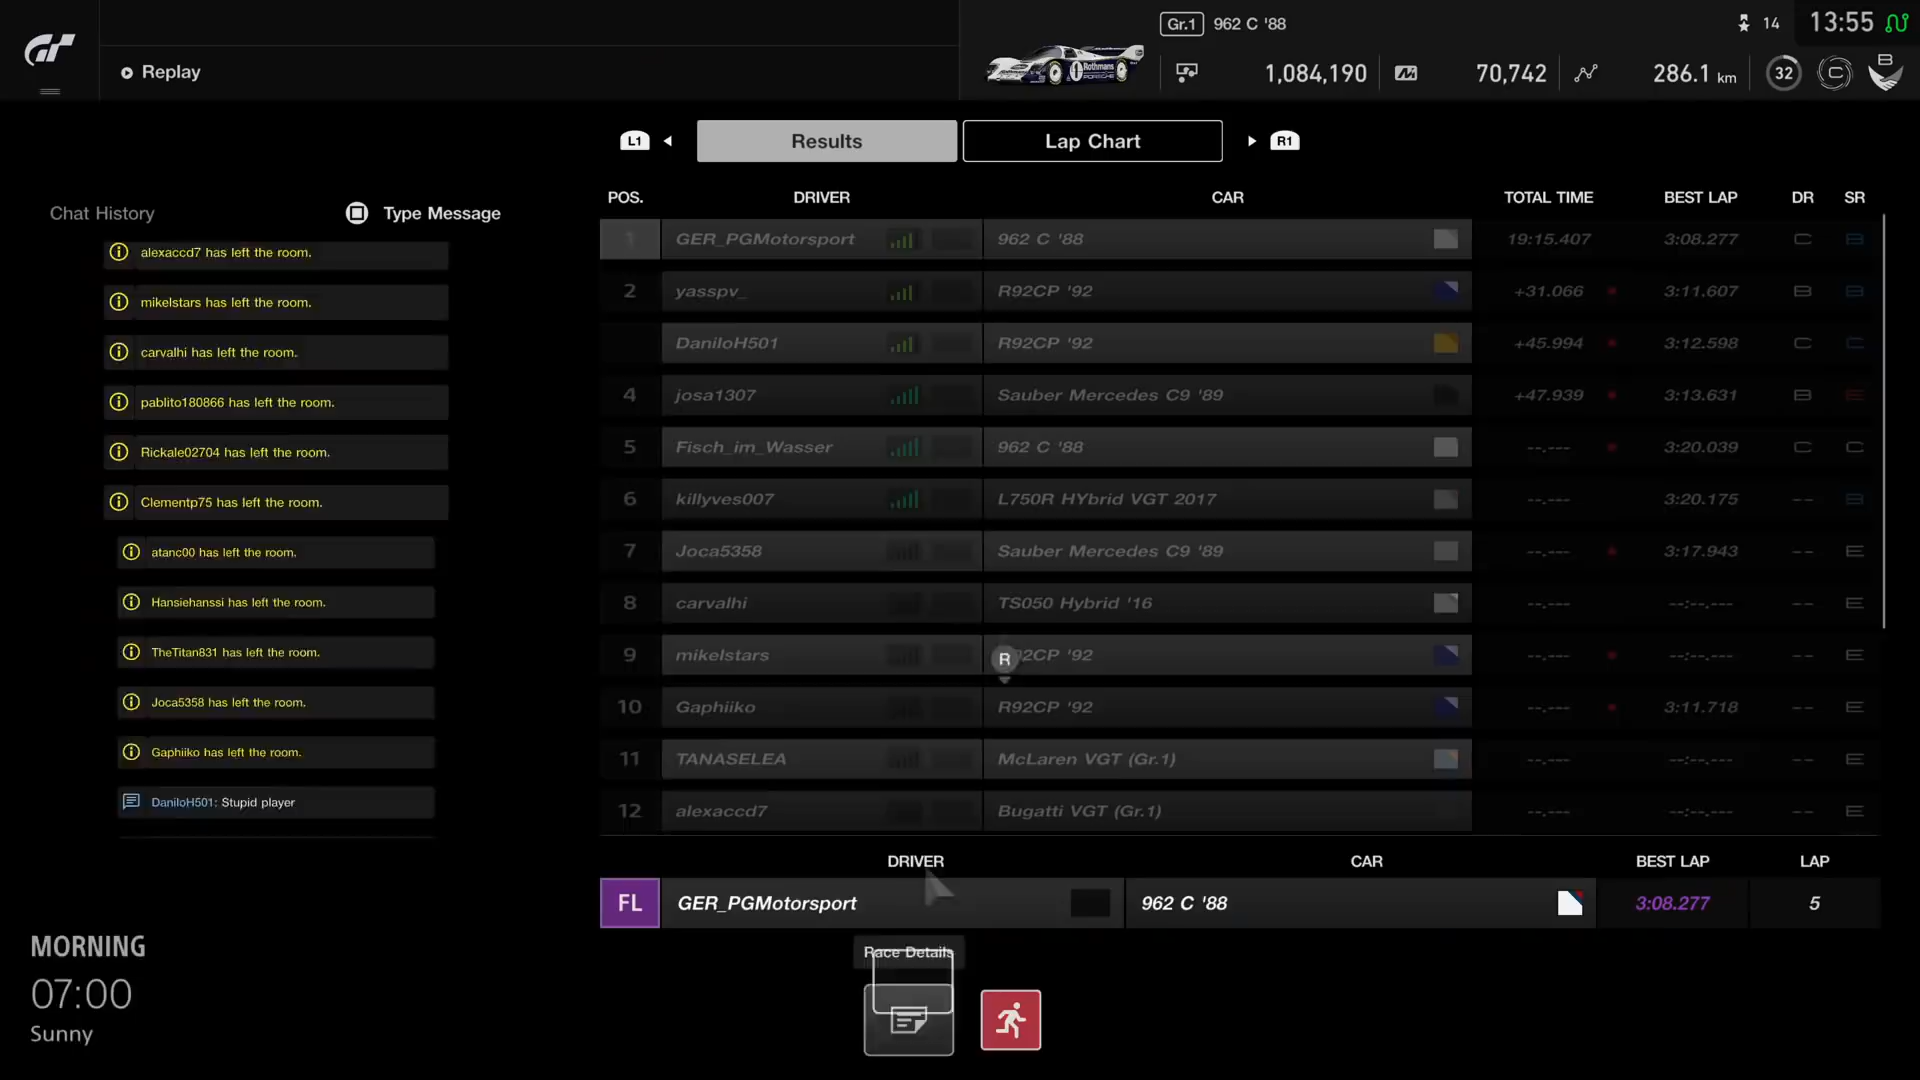 Gr.1 962 C '88
14 13:55
Replay
Rothmans
PORSCHE
1,084,190 70,742 286.1 km 32 C B
L1 Results Lap Chart R1
Chat History Type Message
alexaccd7 has left the room.
mikelstars has left the room.
carvalhi has left the room.
pablito180866 has left the room.
Rickale02704 has left the room.
Clementp75 has left the room.
atanc00 has left the room.
Hansiehanssi has left the room.
TheTitan831 has left the room.
Joca5358 has left the room.
Gaphiiko has left the room.
DaniloH501: Stupid player
POS. DRIVER CAR TOTAL TIME BEST LAP DR SR
1 GER_PGMotorsport 962 C '88 19:15.407 3:08.277 C B
2 yasspv_ R92CP '92 +31.066 3:11.607 B B
DaniloH501 R92CP '92 +45.994 3:12.598 C C
4 josa1307 Sauber Mercedes C9 '89 +47.939 3:13.631 B E
5 Fisch_im_Wasser 962 C '88 --.--- 3:20.039 C C
6 killyves007 L750R HYbrid VGT 2017 --.--- 3:20.175 -- B
7 Joca5358 Sauber Mercedes C9 '89 --.--- 3:17.943 -- E
8 carvalhi TS050 Hybrid '16 --.--- --:--.--- -- E
9 mikelstars R 2CP '92 --.--- --:--.--- -- E
10 Gaphiiko R92CP '92 --.--- 3:11.718 -- E
11 TANASELEA McLaren VGT (Gr.1) --.--- --:--.--- -- E
12 alexaccd7 Bugatti VGT (Gr.1) --.--- --:--.--- -- E
DRIVER CAR BEST LAP LAP
FL GER_PGMotorsport 962 C '88 3:08.277 5
Race Details
MORNING
07:00
Sunny